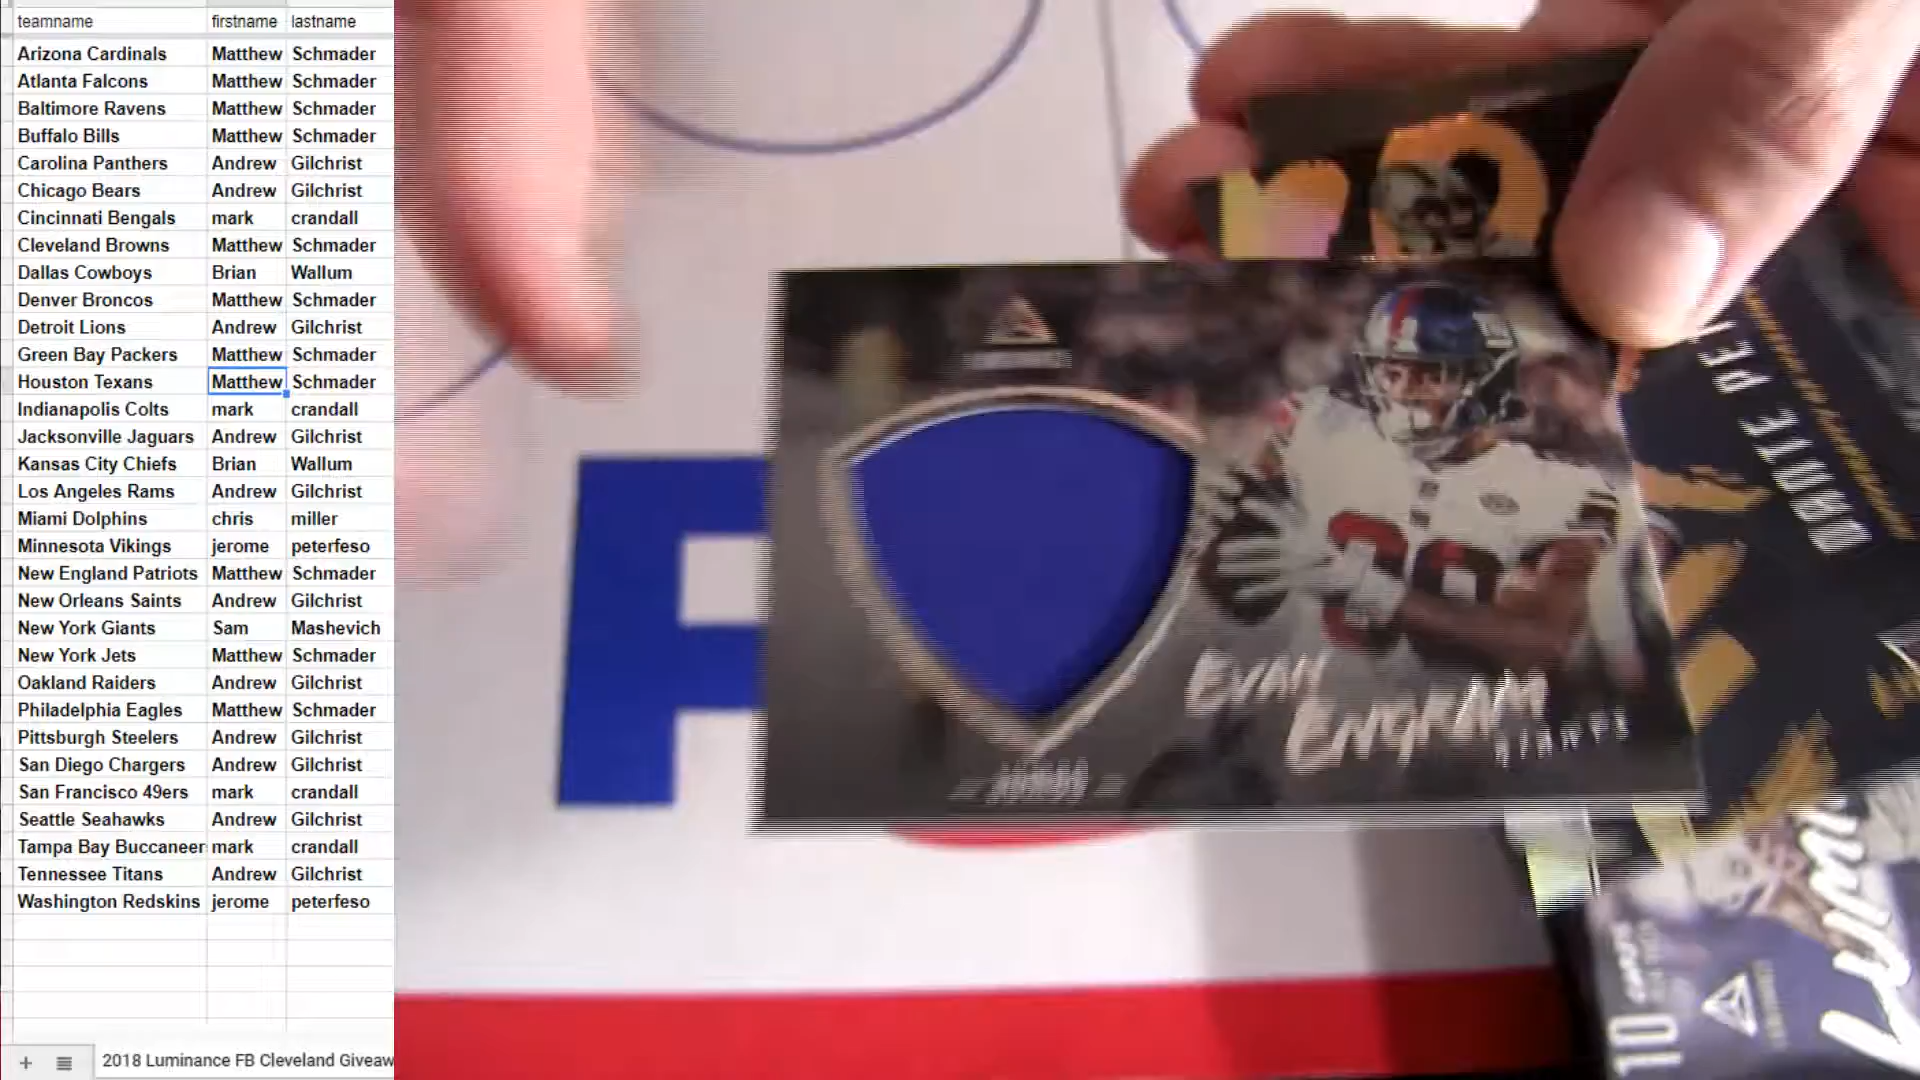 teamname firstname lastname
Arizona Cardinals Matthew Schmader
Atlanta Falcons Matthew Schmader
Baltimore Ravens Matthew Schmader
Buffalo Bills Matthew Schmader
Carolina Panthers Andrew Gilchrist
Chicago Bears Andrew Gilchrist
Cincinnati Bengals mark crandall
Cleveland Browns Matthew Schmader
Dallas Cowboys Brian Wallum
Denver Broncos Matthew Schmader
Detroit Lions Andrew Gilchrist
Green Bay Packers Matthew Schmader
Houston Texans Matthew Schmader
Indianapolis Colts mark crandall
Jacksonville Jaguars Andrew Gilchrist
Kansas City Chiefs Brian Wallum
Los Angeles Rams Andrew Gilchrist
Miami Dolphins chris miller
Minnesota Vikings jerome peterfeso
New England Patriots Matthew Schmader
New Orleans Saints Andrew Gilchrist
New York Giants Sam Mashevich
New York Jets Matthew Schmader
Oakland Raiders Andrew Gilchrist
Philadelphia Eagles Matthew Schmader
Pittsburgh Steelers Andrew Gilchrist
San Diego Chargers Andrew Gilchrist
San Francisco 49ers mark crandall
Seattle Seahawks Andrew Gilchrist
Tampa Bay Buccaneer mark crandall
Tennessee Titans Andrew Gilchrist
Washington Redskins jerome peterfeso
2018 Luminance FB Cleveland Giveaw
F
Evan
Engram
Giants
10